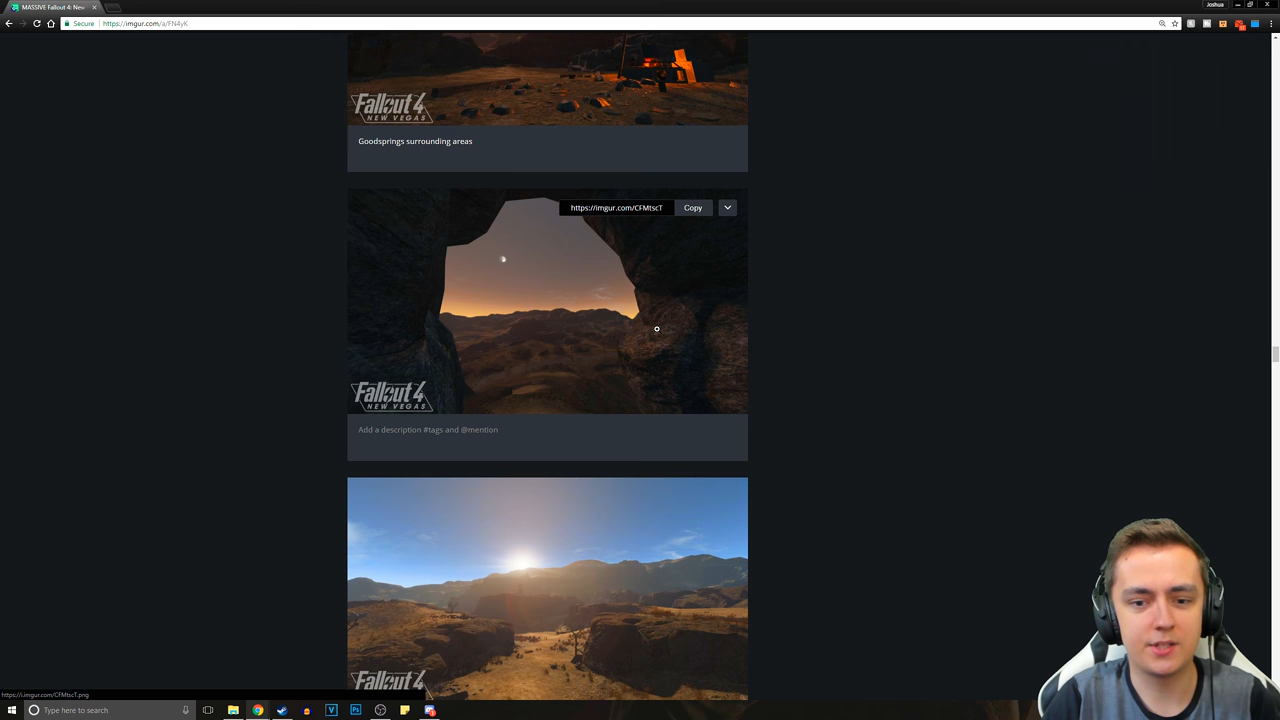 MASSIVE Fallout 4: New
Joshua
Secure
https://imgur.com/a/FN4yK
Fallout 4
NEW VEGAS
Goodsprings surrounding areas
https://imgur.com/CFMtscT
Copy
Fallout 4
NEW VEGAS
Add a description #tags and @mention
Fallout 4
https://i.imgur.com/CFMtscT.png
Type here to search